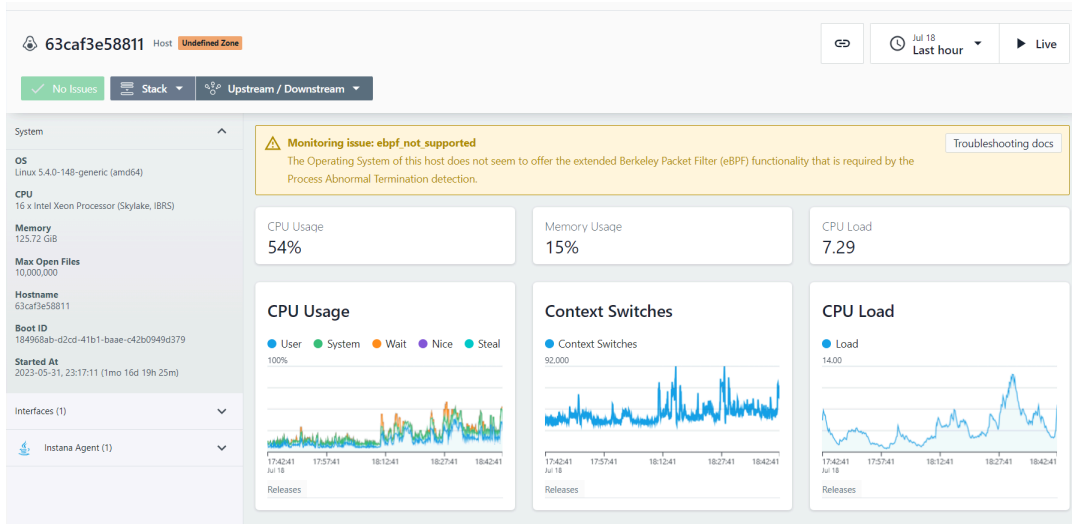 63caf3e58811 Host Undefined Zone
Jul 18
Last hour
Live
No Issues Stack Upstream / Downstream
System
OS
Linux 5.4.0-148-generic (amd64)
CPU
16 x Intel Xeon Processor (Skylake, IBRS)
Memory
125.72 GiB
Max Open Files
10,000,000
Hostname
63caf3e58811
Boot ID
184968ab-d2cd-41b1-baae-c42b0949d379
Started At
2023-05-31, 23:17:11 (1mo 16d 19h 25m)
Interfaces (1)
Instana Agent (1)
Monitoring issue: ebpf_not_supported
The Operating System of this host does not seem to offer the extended Berkeley Packet Filter (eBPF) functionality that is required by the
Process Abnormal Termination detection.
Troubleshooting docs
CPU Usage
54%
Memory Usage
15%
CPU Load
7.29
CPU Usage
User System Wait Nice Steal
100%
17:42:41 17:57:41 18:12:41 18:27:41 18:42:41
Jul 18
Releases
Context Switches
Context Switches
92,000
17:42:41 17:57:41 18:12:41 18:27:41 18:42:41
Jul 18
Releases
CPU Load
Load
14.00
17:42:41 17:57:41 18:12:41 18:27:41 18:42:41
Jul 18
Releases